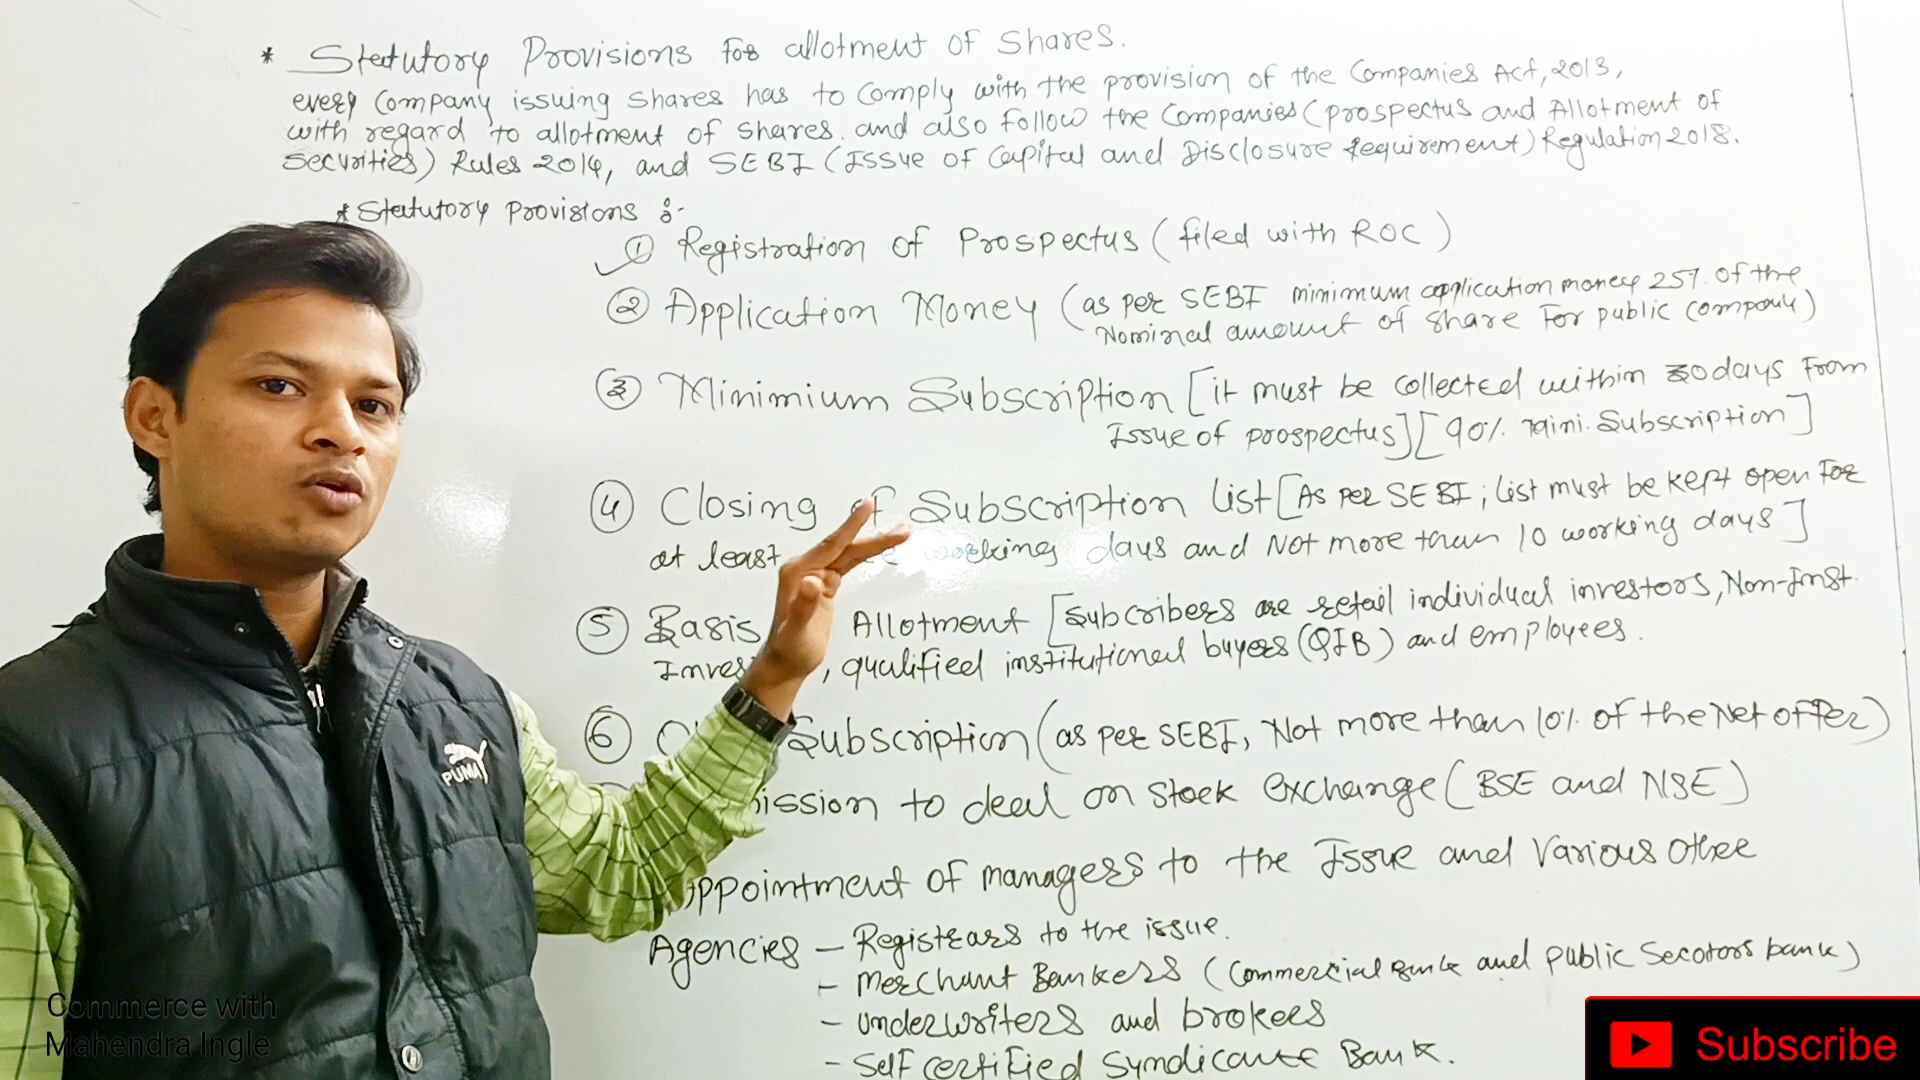 * Statutory Provisions for allotment of Shares.
every Company issuing shares has to comply with the provision of the Companies Act, 2013,
with regard to allotment of shares. and also follow the Companies (prospectus and Allotment of
Securities) Rules 2014, and SEBI (Issue of Capital and Disclosure Requirement) Regulation 2018.
* Statutory Provisions :-
① Registration of Prospectus (filed with ROC)
② Application Money (as per SEBI minimum application money 25% of the
Nominal amount of share for public company)
③ Minimium Subscription [it must be collected within 30 days from
Issue of prospectus] [90% mini. Subscription]
④ Closing of Subscription list [As per SEBI; list must be kept open for
at least working days and Not more than 10 working days]
⑤ Basis Allotment [Subcribers are retail individual investors, Non-Inst.
Inves , qualified institutional buyers (QIB) and employees.
⑥ O Subscription (as per SEBI, Not more than 10% of the Net offer)
ission to deal on Stock exchange (BSE and NSE)
ppointment of managers to the Issue and Various other
Agencies – Registrars to the issue.
– Merchant Bankers (Commercial Bank and public Secotors bank)
– Underwriters and brokers
– Self certified Syndicate Bank.
PUMA
Commerce with
Mahendra Ingle
Subscribe